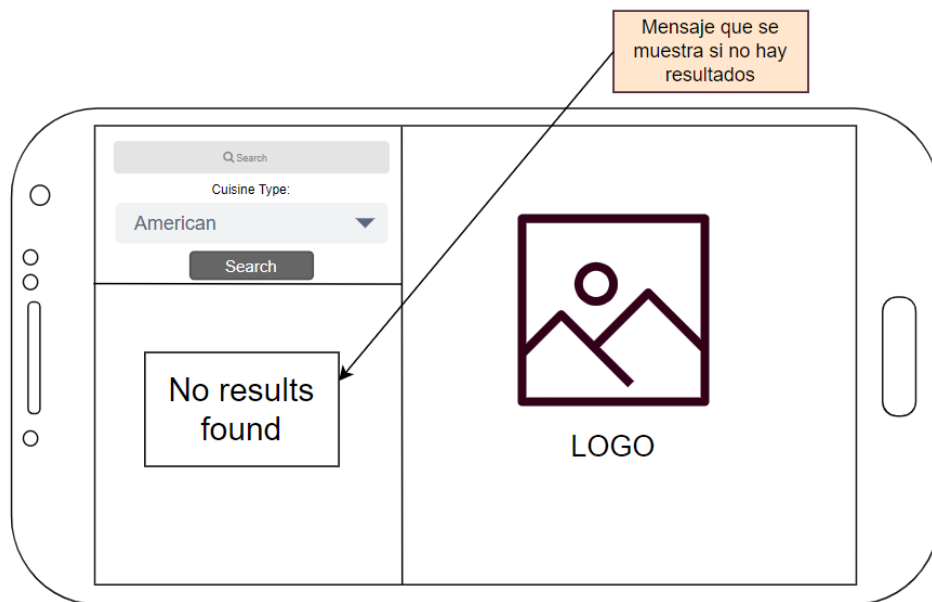 Mensaje que se
muestra si no hay
resultados
Search
Cuisine Type:
American
Search
No results
found
LOGO